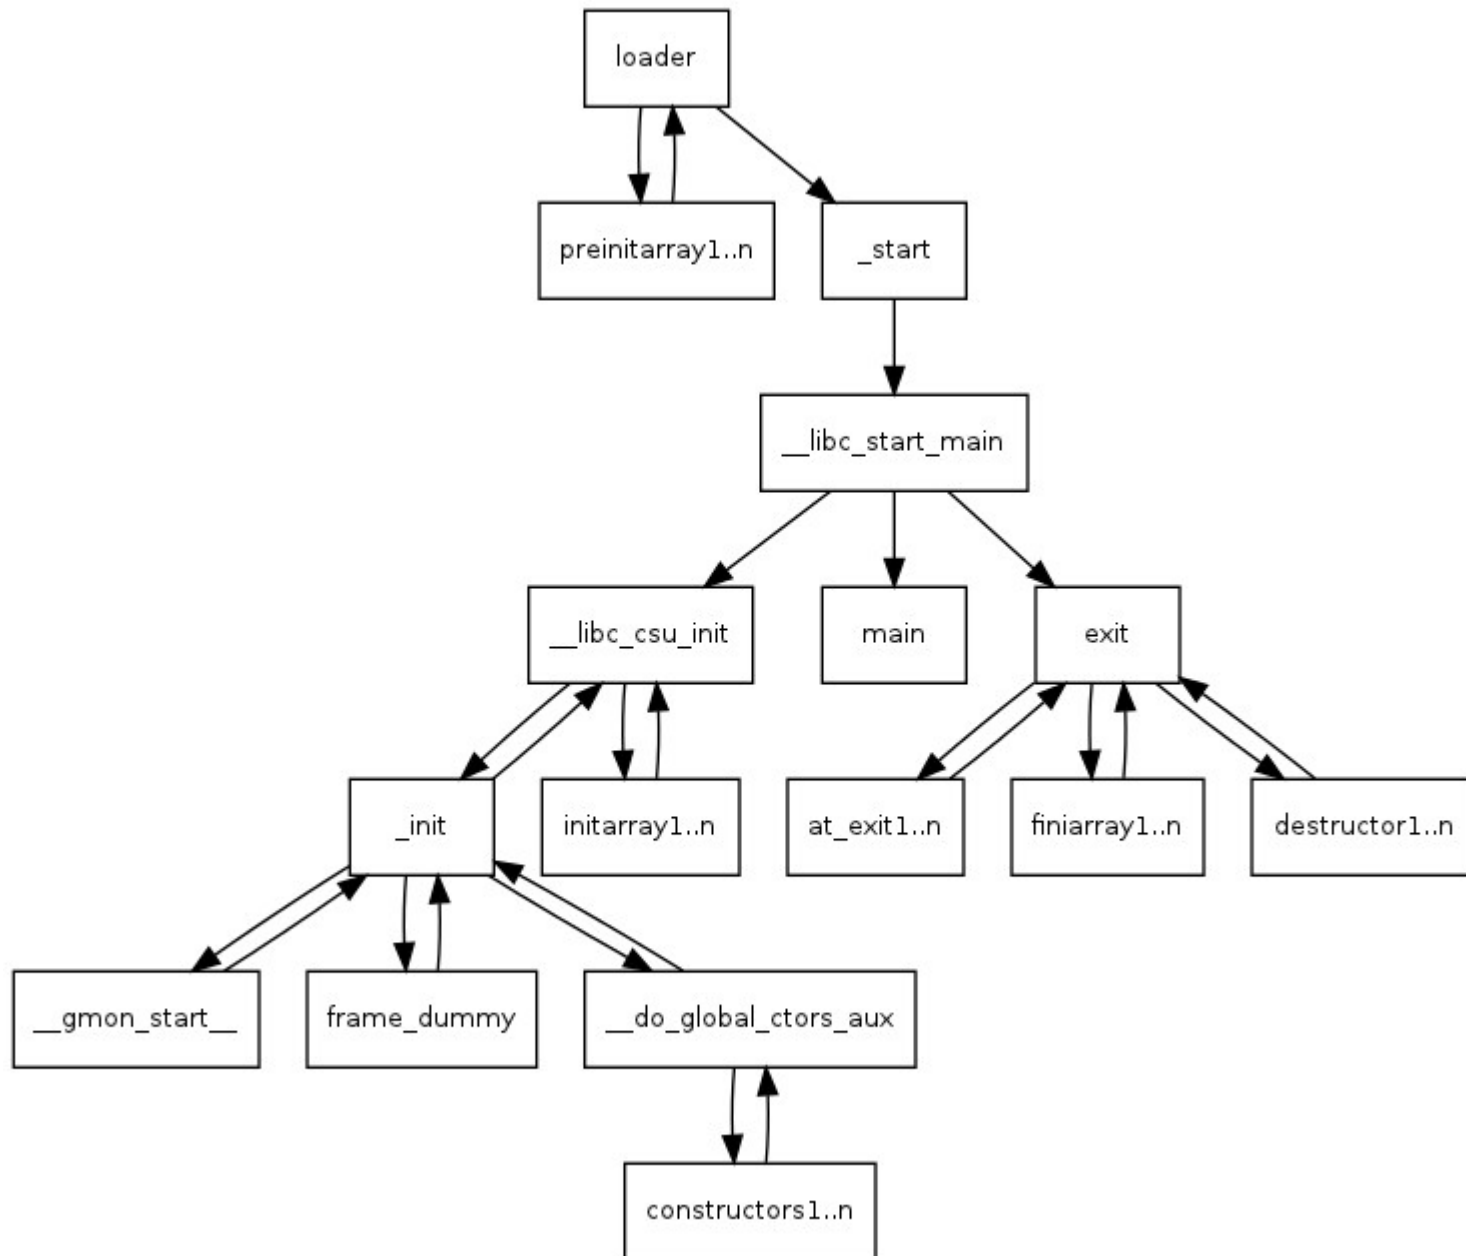 loader
preinitarray1..n
_start
__libc_start_main
__libc_csu_init
main
exit
_init
initarray1..n
at_exit1..n
finiarray1..n
destructor1..n
__gmon_start__
frame_dummy
__do_global_ctors_aux
constructors1..n